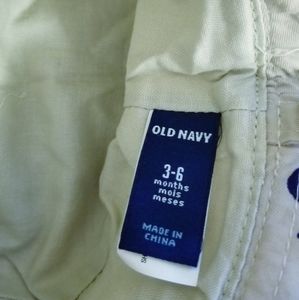 OLD NAVY
3-6
months
mois
meses
MADE IN
CHINA